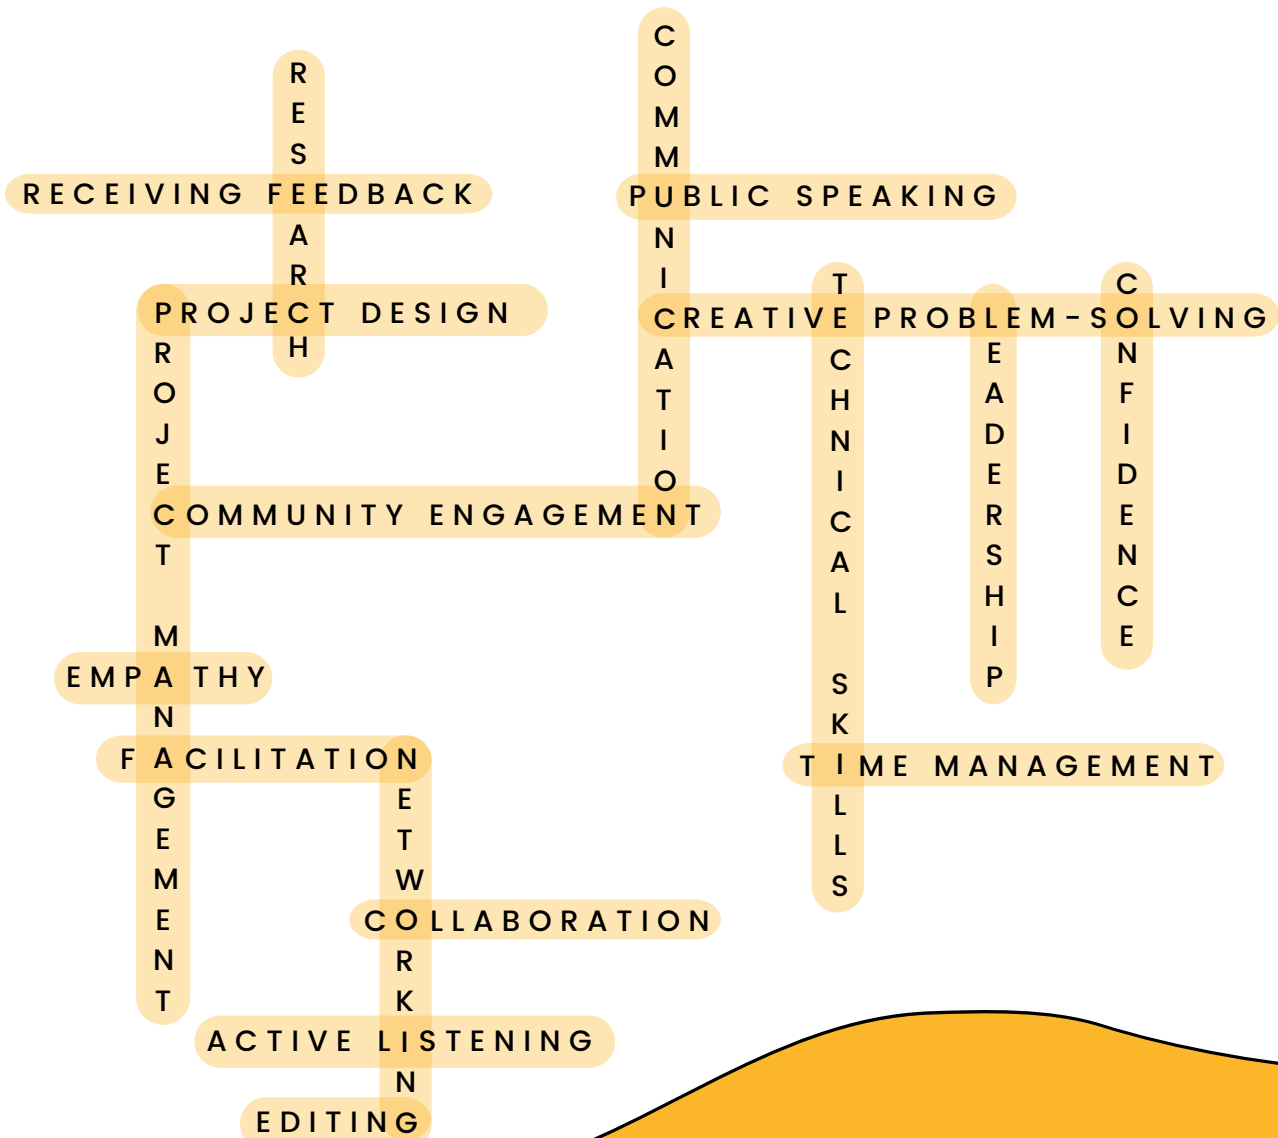 COMMUNICATION
RESEARCH
RECEIVING FEEDBACK
PUBLIC SPEAKING
TECHNICAL SKILLS
CONFIDENCE
PROJECT DESIGN
PROJECT MANAGEMENT
CREATIVE PROBLEM-SOLVING
LEADERSHIP
COMMUNITY ENGAGEMENT
EMPATHY
FACILITATION
NETWORKING
TIME MANAGEMENT
COLLABORATION
ACTIVE LISTENING
EDITING